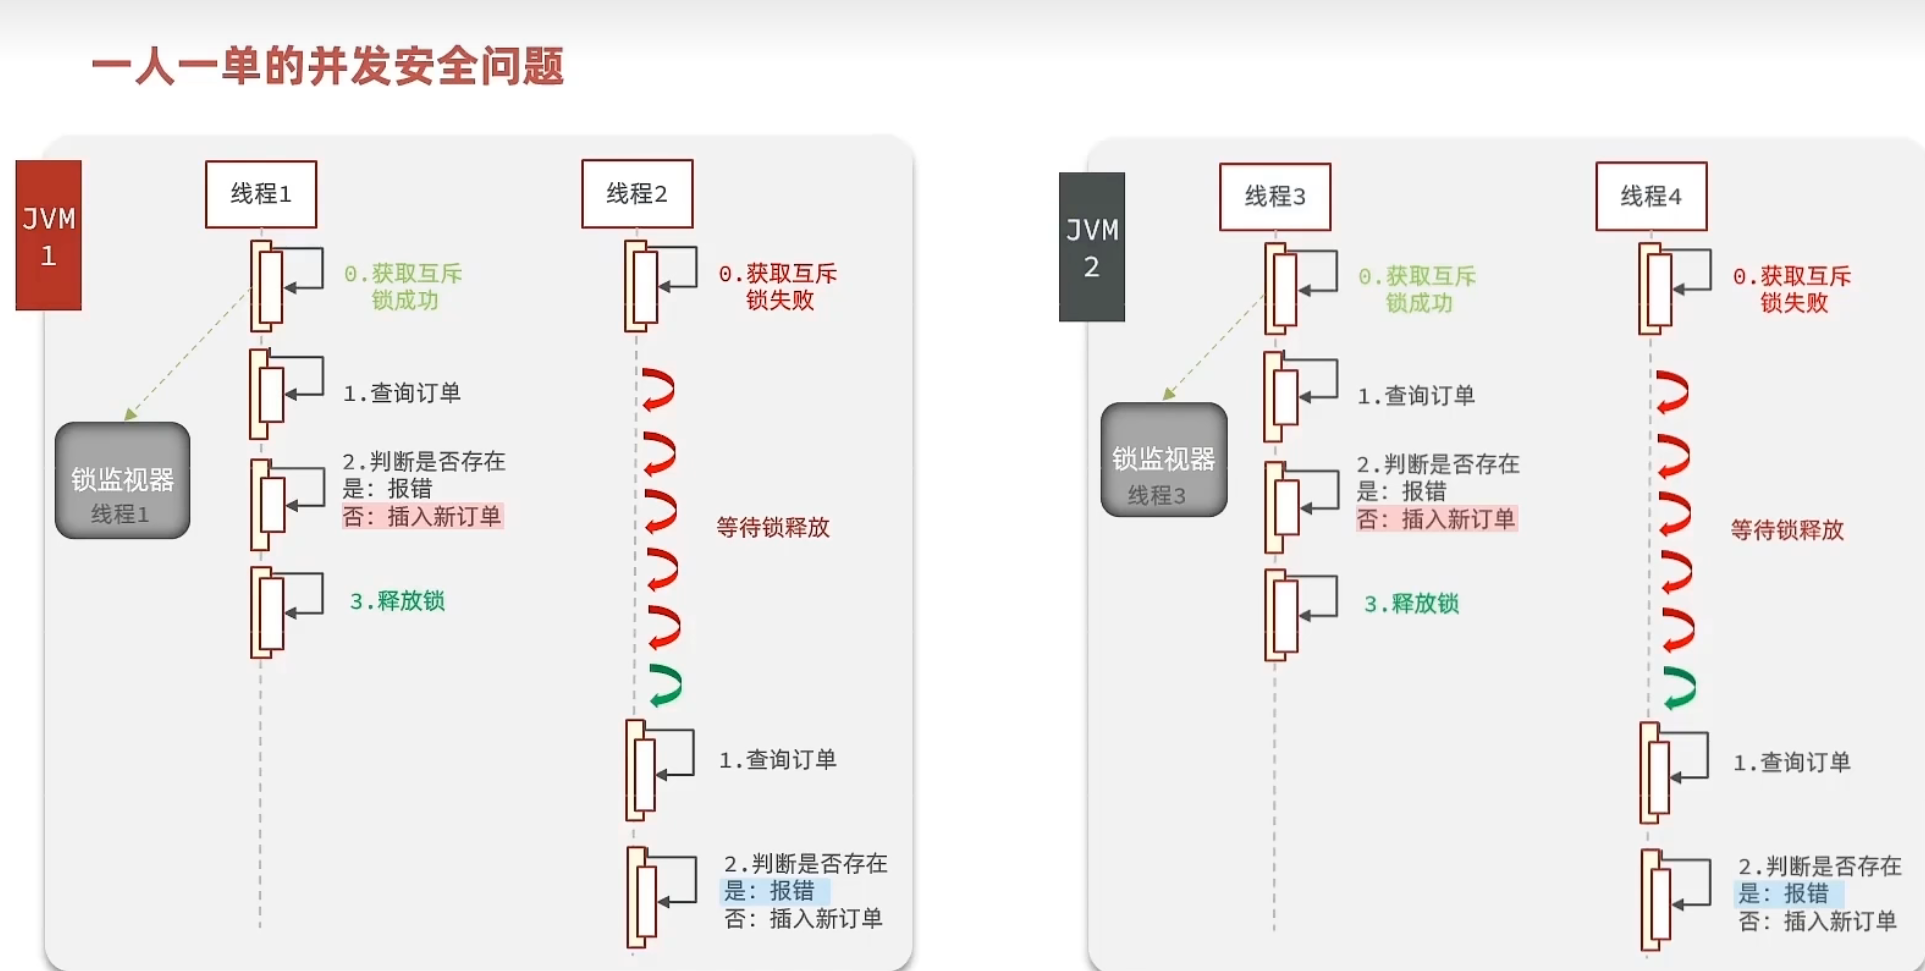 一人一单的并发安全问题
JVM
1
线程1
0.获取互斥
锁成功
1.查询订单
2.判断是否存在
是：报错
否：插入新订单
3.释放锁
锁监视器
线程1
线程2
0.获取互斥
锁失败
等待锁释放
1.查询订单
2.判断是否存在
是：报错
否：插入新订单
JVM
2
线程3
0.获取互斥
锁成功
1.查询订单
2.判断是否存在
是：报错
否：插入新订单
3.释放锁
锁监视器
线程3
线程4
0.获取互斥
锁失败
等待锁释放
1.查询订单
2.判断是否存在
是：报错
否：插入新订单